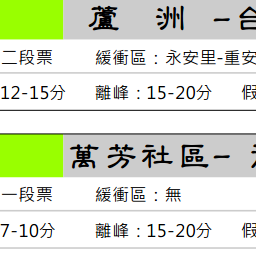 蘆 洲 -台
二段票 緩衝區：永安里-重安
12-15分 離峰：15-20分 假
萬芳社區-
一段票 緩衝區：無
7-10分 離峰：15-20分 假